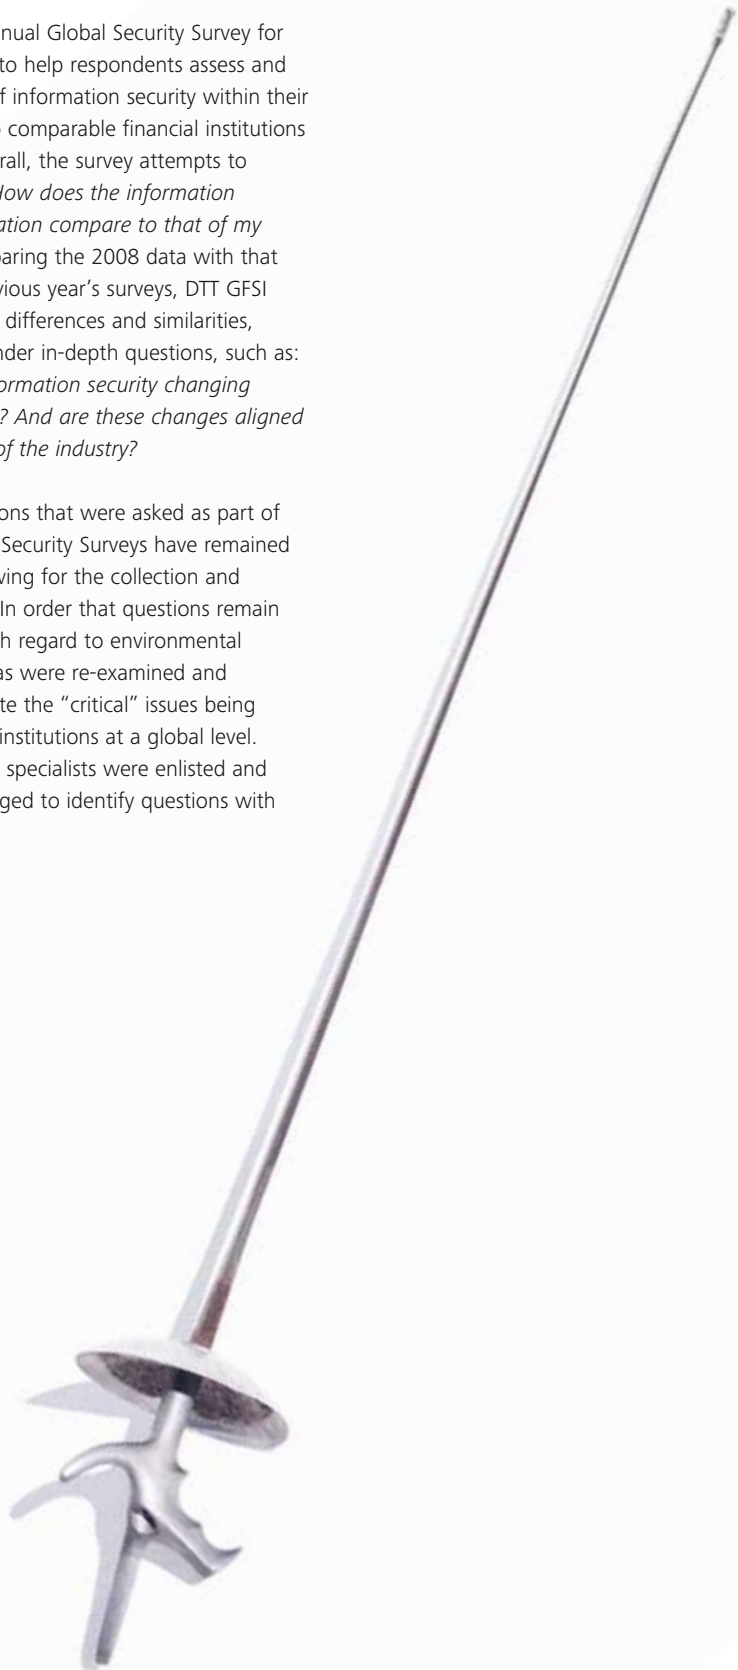 nual Global Security Survey for
to help respondents assess and
f information security within their
comparable financial institutions
rall, the survey attempts to
How does the information
ation compare to that of my
paring the 2008 data with that
vious year's surveys, DTT GFSI
differences and similarities,
nder in-depth questions, such as:
formation security changing
? And are these changes aligned
of the industry?
ons that were asked as part of
Security Surveys have remained
wing for the collection and
In order that questions remain
h regard to environmental
as were re-examined and
te the “critical” issues being
institutions at a global level.
specialists were enlisted and
ged to identify questions with